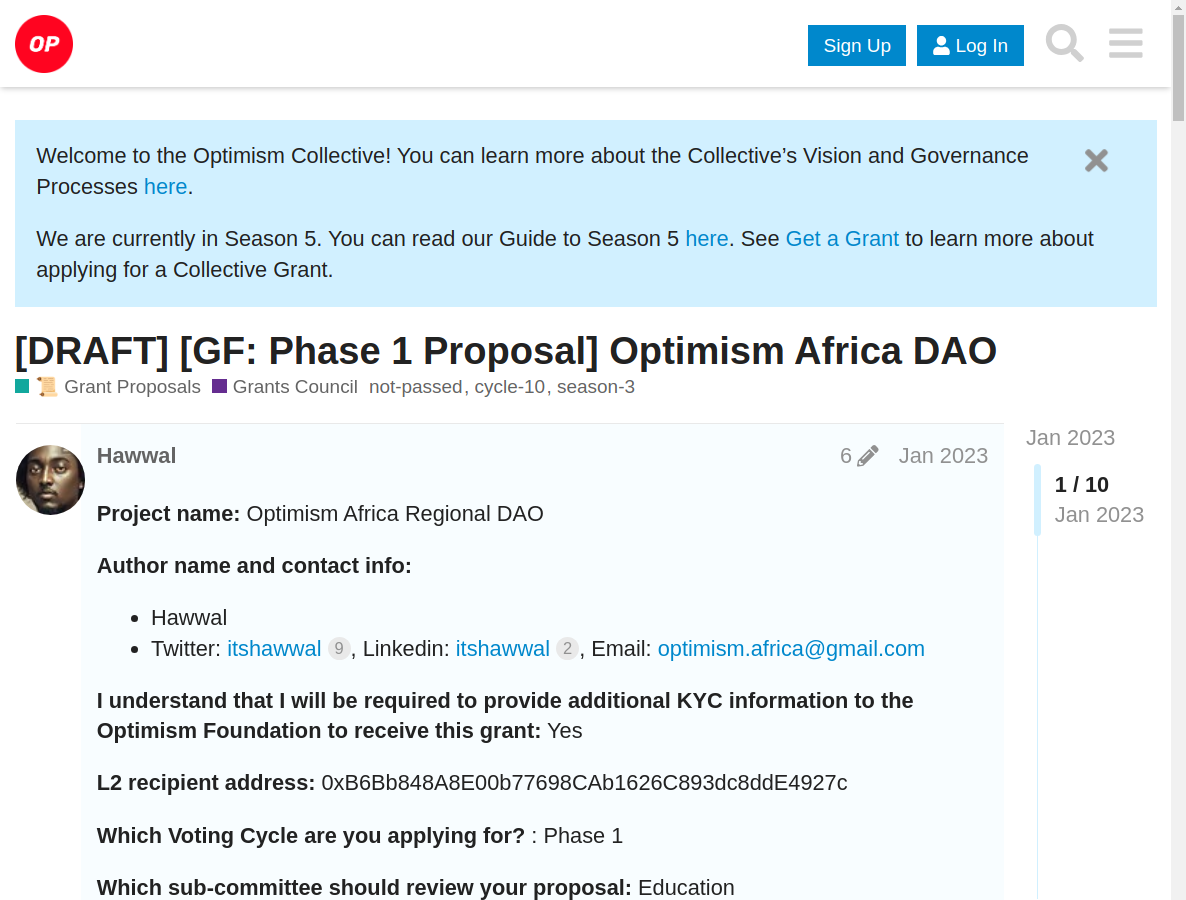 OP
Sign Up
Log In
Welcome to the Optimism Collective! You can learn more about the Collective’s Vision and Governance
Processes here.
We are currently in Season 5. You can read our Guide to Season 5 here. See Get a Grant to learn more about
applying for a Collective Grant.
[DRAFT] [GF: Phase 1 Proposal] Optimism Africa DAO
📜 Grant Proposals Grants Council not-passed, cycle-10, season-3
Hawwal 6 Jan 2023
Jan 2023
1 / 10
Jan 2023
Project name: Optimism Africa Regional DAO
Author name and contact info:
• Hawwal
• Twitter: itshawwal 9, Linkedin: itshawwal 2, Email: optimism.africa@gmail.com
I understand that I will be required to provide additional KYC information to the
Optimism Foundation to receive this grant: Yes
L2 recipient address: 0xB6Bb848A8E00b77698CAb1626C893dc8ddE4927c
Which Voting Cycle are you applying for? : Phase 1
Which sub-committee should review your proposal: Education